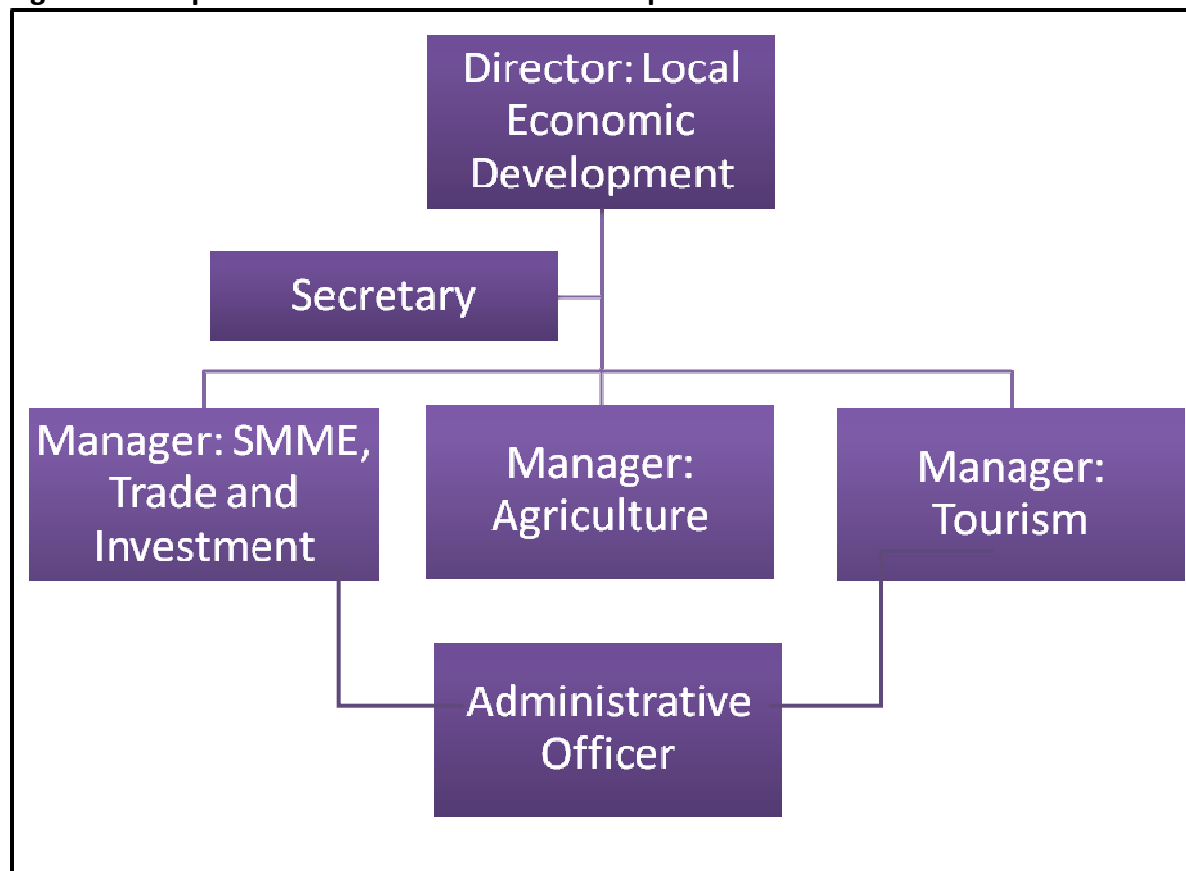 Director: Local
Economic
Development
Secretary
Manager: SMME,
Trade and
Investment
Manager:
Agriculture
Manager:
Tourism
Administrative
Officer